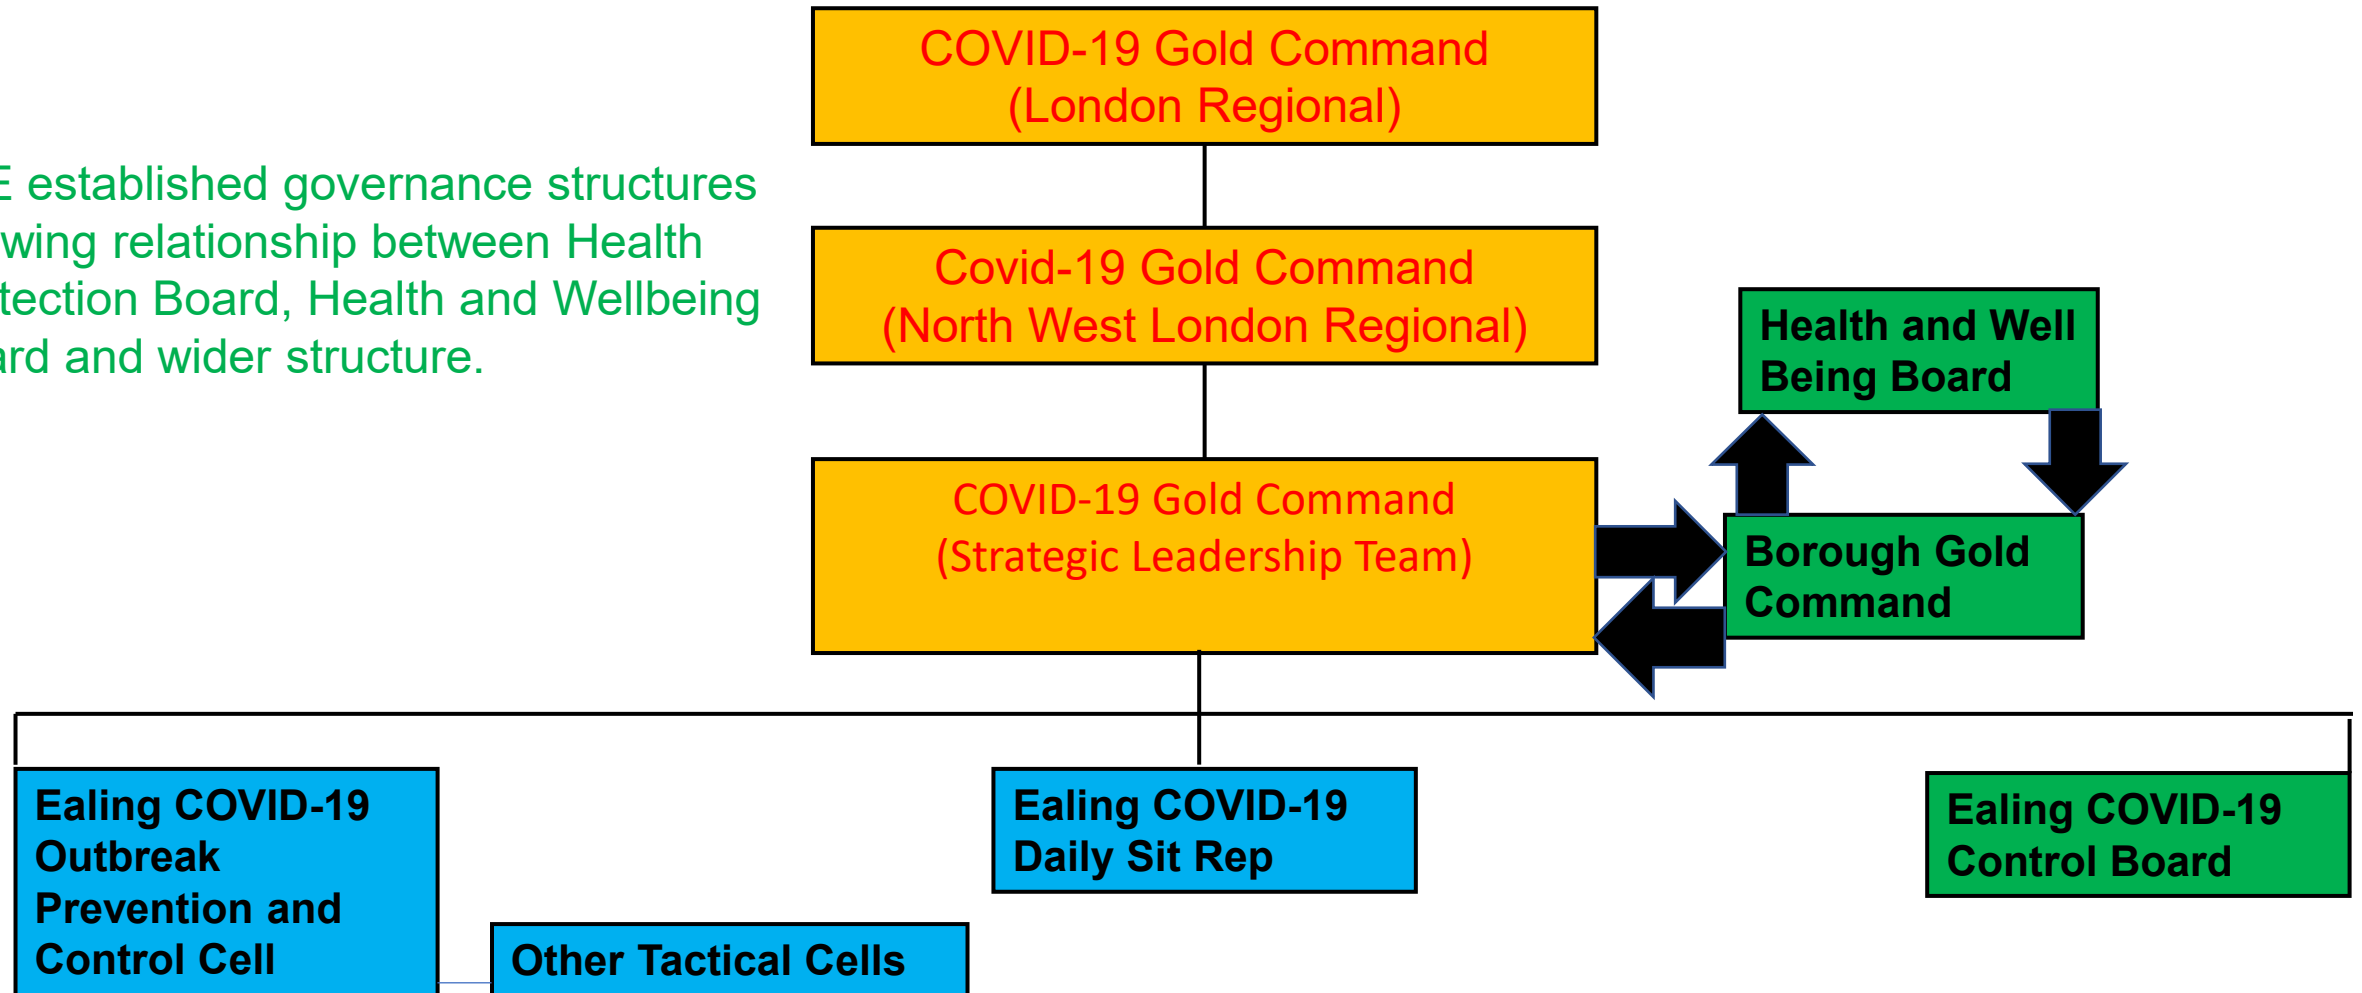 COVID-19 Gold Command
(London Regional)
established governance structures
relationship between Health
Board, Health and Wellbeing
and wider structure.
Covid-19 Gold Command
(North West London Regional)
Health and Well
Being Board
COVID-19 Gold Command
(Strategic Leadership Team)
Borough Gold
Command
Ealing COVID-19
Outbreak
Prevention and
Control Cell
Other Tactical Cells
Ealing COVID-19
Daily Sit Rep
Ealing COVID-19
Control Board